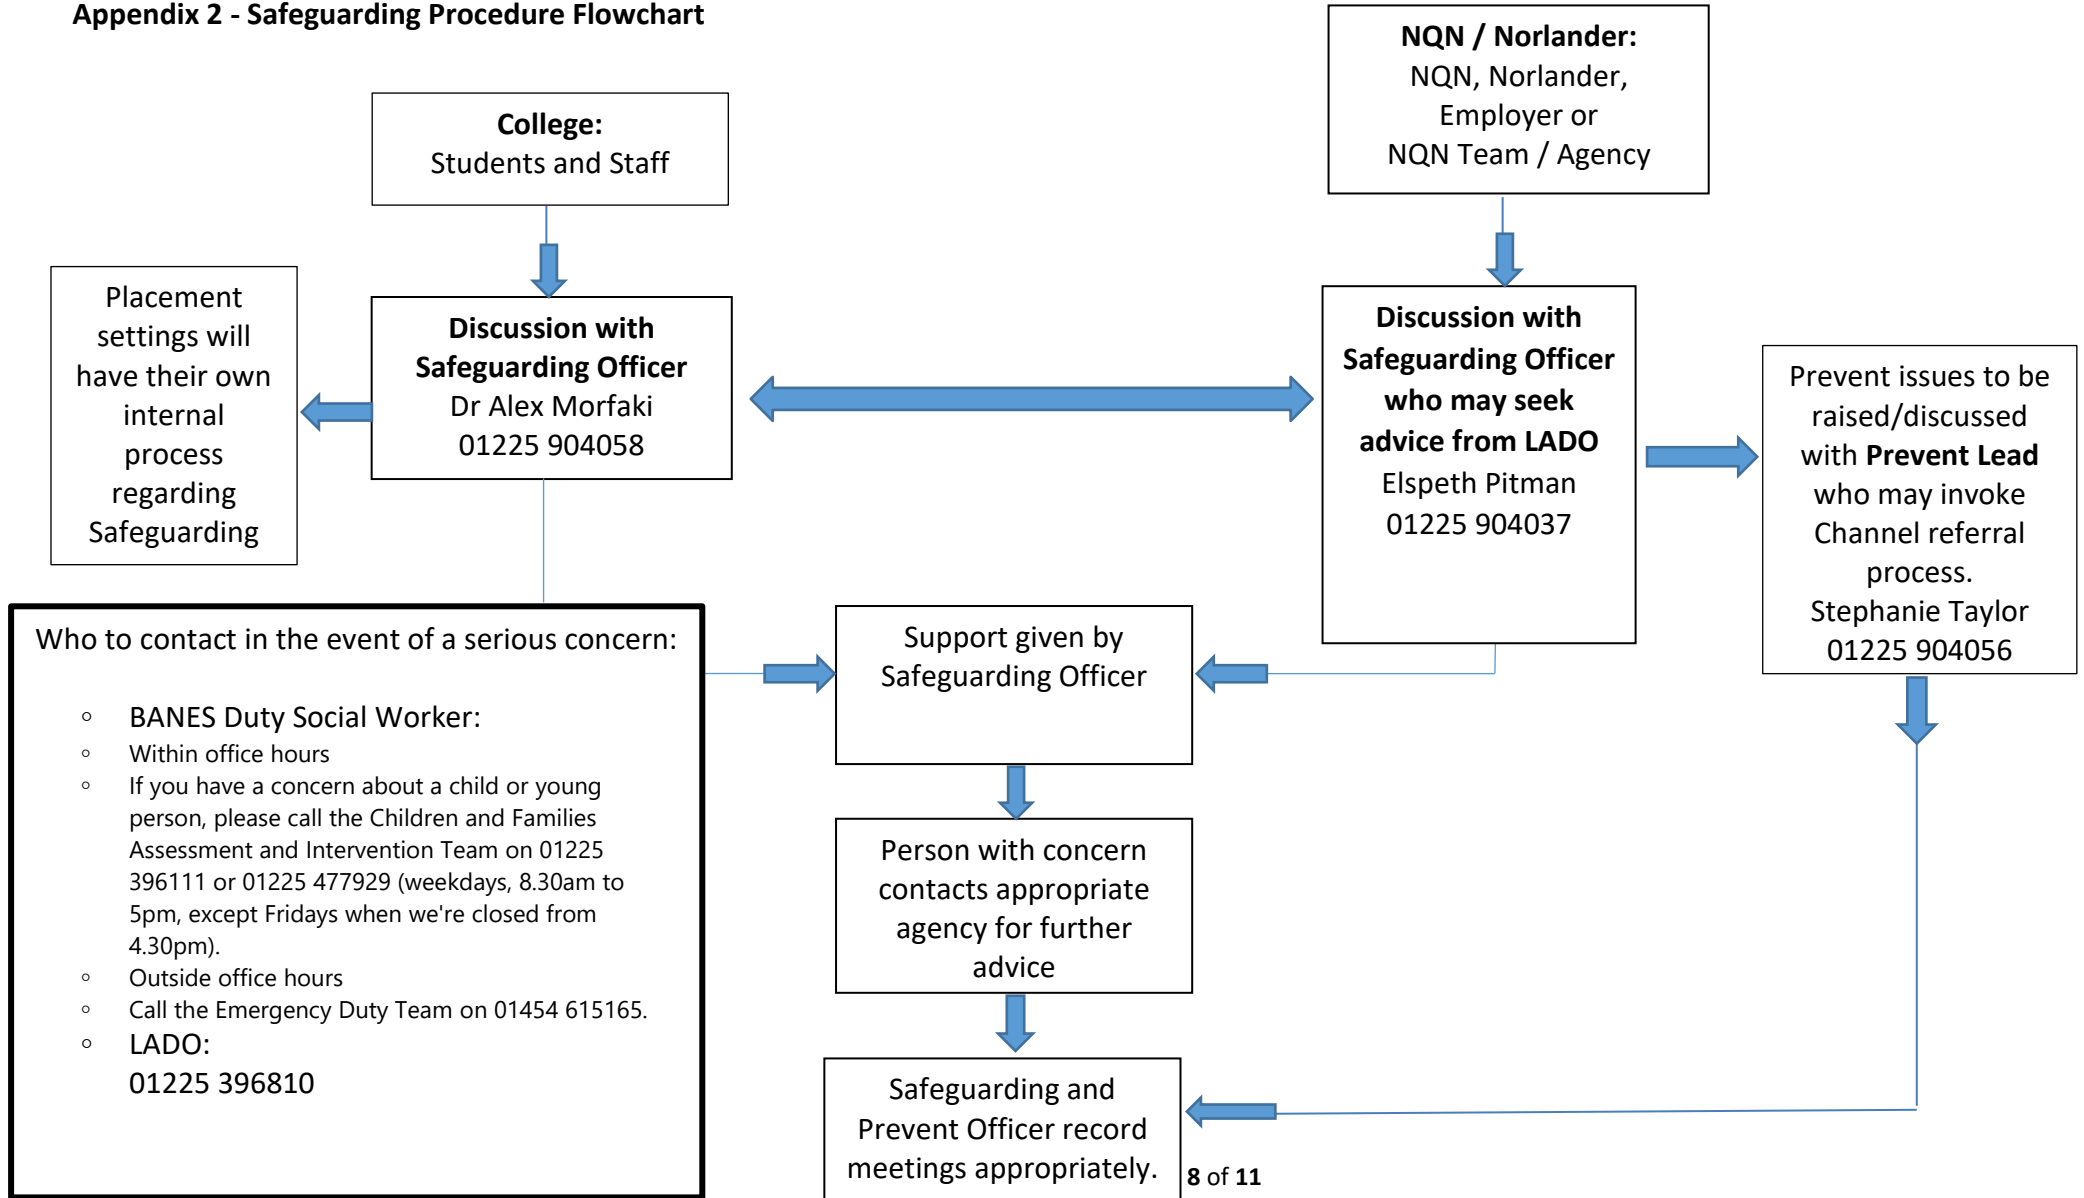 Appendix 2 - Safeguarding Procedure Flowchart
NQN / Norlander:
NQN, Norlander,
Employer or
NQN Team / Agency
College:
Students and Staff
Placement
settings will
have their own
internal
process
regarding
Safeguarding
Discussion with
Safeguarding Officer
Dr Alex Morfaki
01225 904058
Discussion with
Safeguarding Officer
who may seek
advice from LADO
Elspeth Pitman
01225 904037
Prevent issues to be
raised/discussed
with Prevent Lead
who may invoke
Channel referral
process.
Stephanie Taylor
01225 904056
Who to contact in the event of a serious concern:
◦ BANES Duty Social Worker:
◦ Within office hours
◦ If you have a concern about a child or young
person, please call the Children and Families
Assessment and Intervention Team on 01225
396111 or 01225 477929 (weekdays, 8.30am to
5pm, except Fridays when we're closed from
4.30pm).
◦ Outside office hours
◦ Call the Emergency Duty Team on 01454 615165.
◦ LADO:
01225 396810
Support given by
Safeguarding Officer
Person with concern
contacts appropriate
agency for further
advice
Safeguarding and
Prevent Officer record
meetings appropriately.
8 of 11